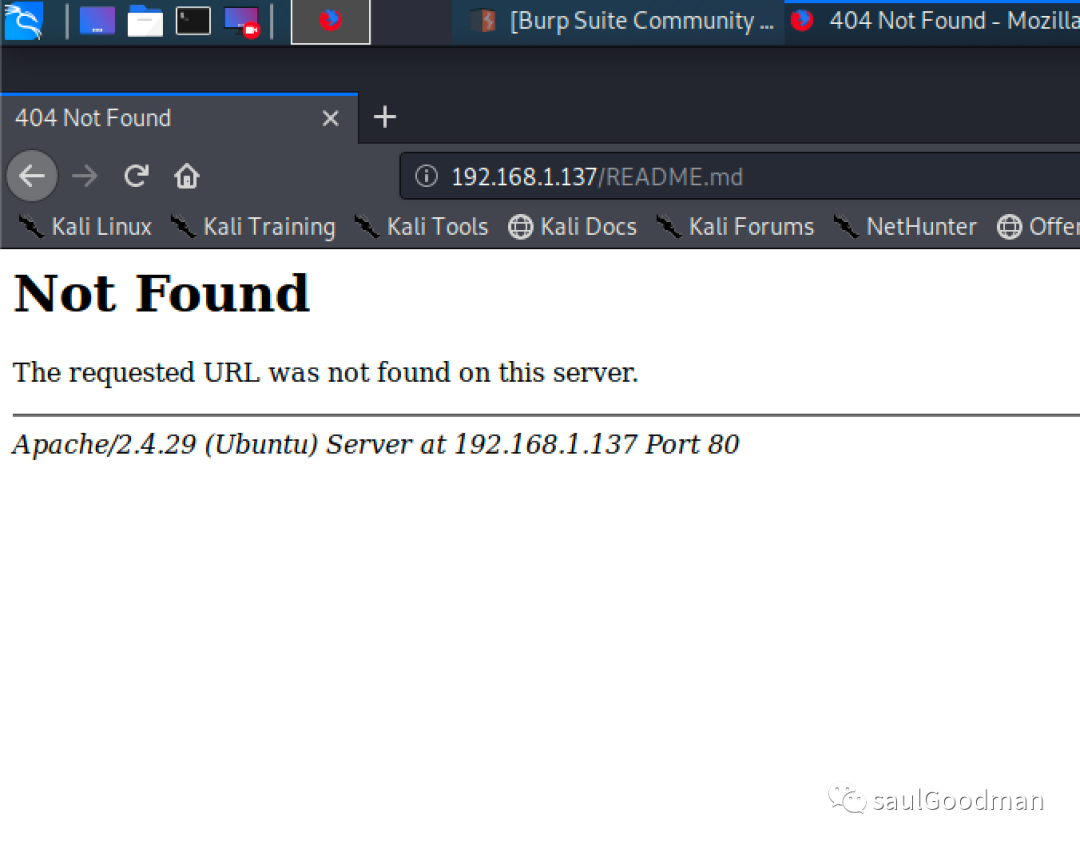 [Burp Suite Community ... 404 Not Found - Mozilla
404 Not Found
192.168.1.137/README.md
Kali Linux Kali Training Kali Tools Kali Docs Kali Forums NetHunter Offen
Not Found
The requested URL was not found on this server.
Apache/2.4.29 (Ubuntu) Server at 192.168.1.137 Port 80
saulGoodman